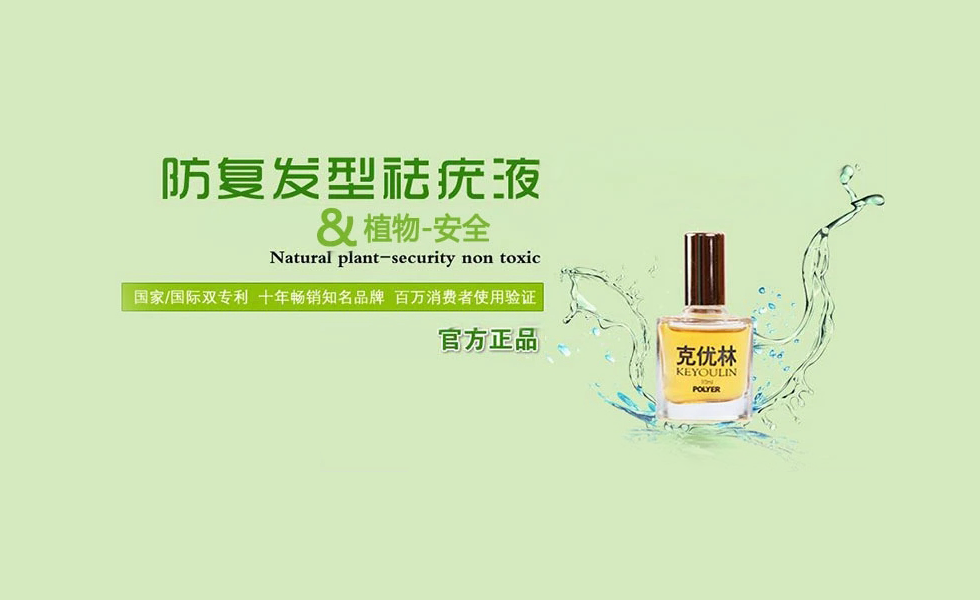 防复发型祛疣液
&植物-安全
Natural plant-security non toxic
国家/国际双专利 十年畅销知名品牌 百万消费者使用验证
官方正品
克优林
KEYOULIN
POLYER